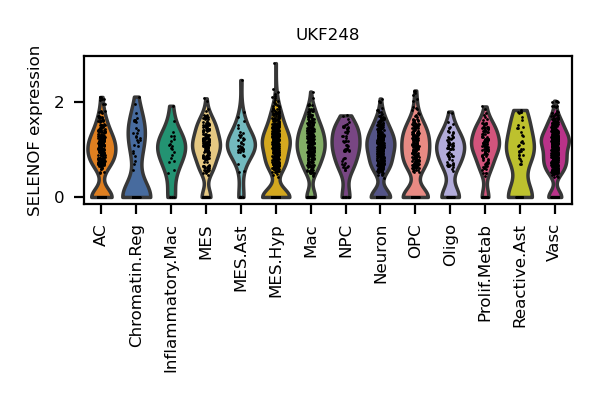 UKF248
SELENOF expression
2
0
AC
Chromatin.Reg
Inflammatory.Mac
MES
MES.Ast
MES.Hyp
Mac
NPC
Neuron
OPC
Oligo
Prolif.Metab
Reactive.Ast
Vasc